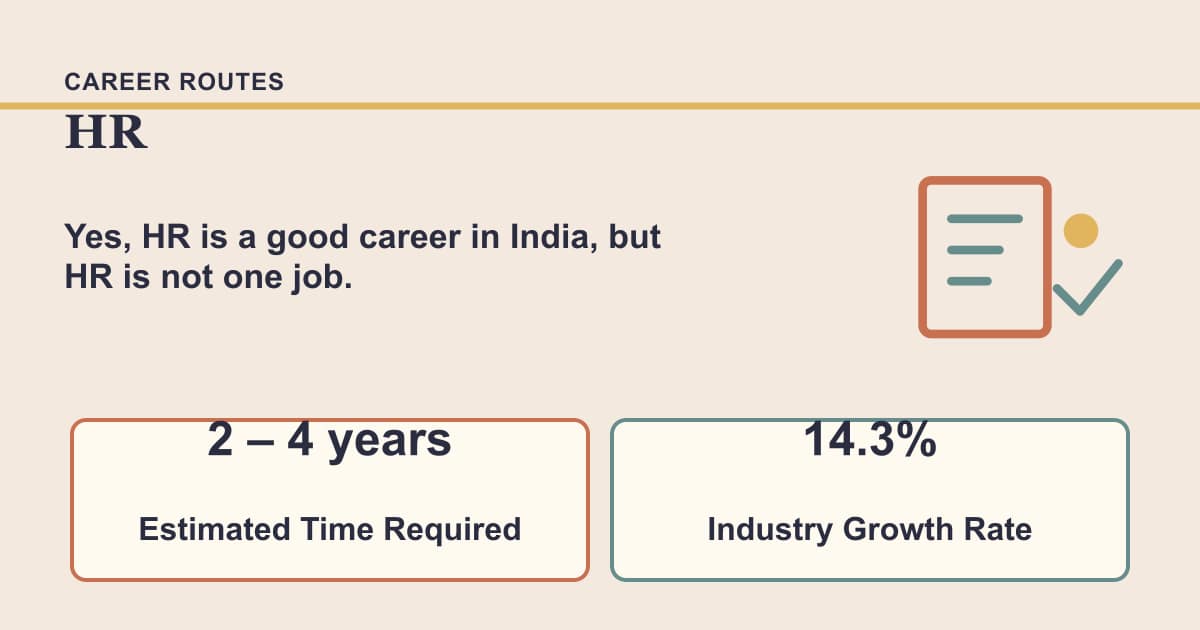 CAREER ROUTES
HR
Yes, HR is a good career in India, but
HR is not one job.
2 – 4 years
Estimated Time Required
14.3%
Industry Growth Rate